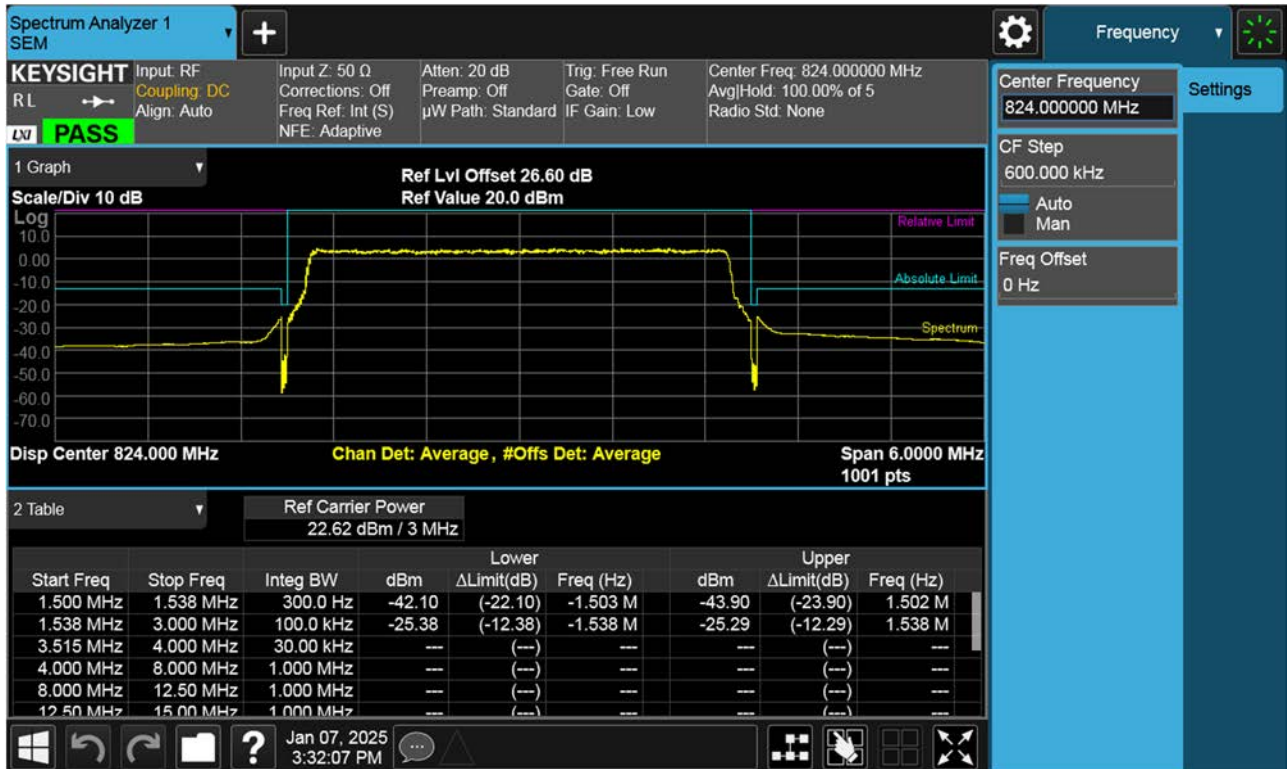 Spectrum Analyzer 1
SEM
+
Frequency
KEYSIGHT
RL
LXI
PASS
Input: RF
Coupling: DC
Align: Auto
Input Z: 50 Ω
Corrections: Off
Freq Ref: Int (S)
NFE: Adaptive
Atten: 20 dB
Preamp: Off
µW Path: Standard
Trig: Free Run
Gate: Off
IF Gain: Low
Center Freq: 824.000000 MHz
Avg|Hold: 100.00% of 5
Radio Std: None
Center Frequency
824.000000 MHz
Settings
CF Step
600.000 kHz
Auto
Man
Freq Offset
0 Hz
1 Graph
Scale/Div 10 dB
Ref Lvl Offset 26.60 dB
Ref Value 20.0 dBm
Log
10.0
0.00
-10.0
-20.0
-30.0
-40.0
-50.0
-60.0
-70.0
Relative Limit
Absolute Limit
Spectrum
Disp Center 824.000 MHz
Chan Det: Average, #Offs Det: Average
Span 6.0000 MHz
1001 pts
2 Table
Ref Carrier Power
22.62 dBm / 3 MHz
Lower Upper
Start Freq Stop Freq Integ BW dBm ΔLimit(dB) Freq (Hz) dBm ΔLimit(dB) Freq (Hz)
1.500 MHz 1.538 MHz 300.0 Hz -42.10 (-22.10) -1.503 M -43.90 (-23.90) 1.502 M
1.538 MHz 3.000 MHz 100.0 kHz -25.38 (-12.38) -1.538 M -25.29 (-12.29) 1.538 M
3.515 MHz 4.000 MHz 30.00 kHz --- (---) --- --- (---) ---
4.000 MHz 8.000 MHz 1.000 MHz --- (---) --- --- (---) ---
8.000 MHz 12.50 MHz 1.000 MHz --- (---) --- --- (---) ---
12.50 MHz 15.00 MHz 1.000 MHz --- (---) --- --- (---) ---
?
Jan 07, 2025
3:32:07 PM